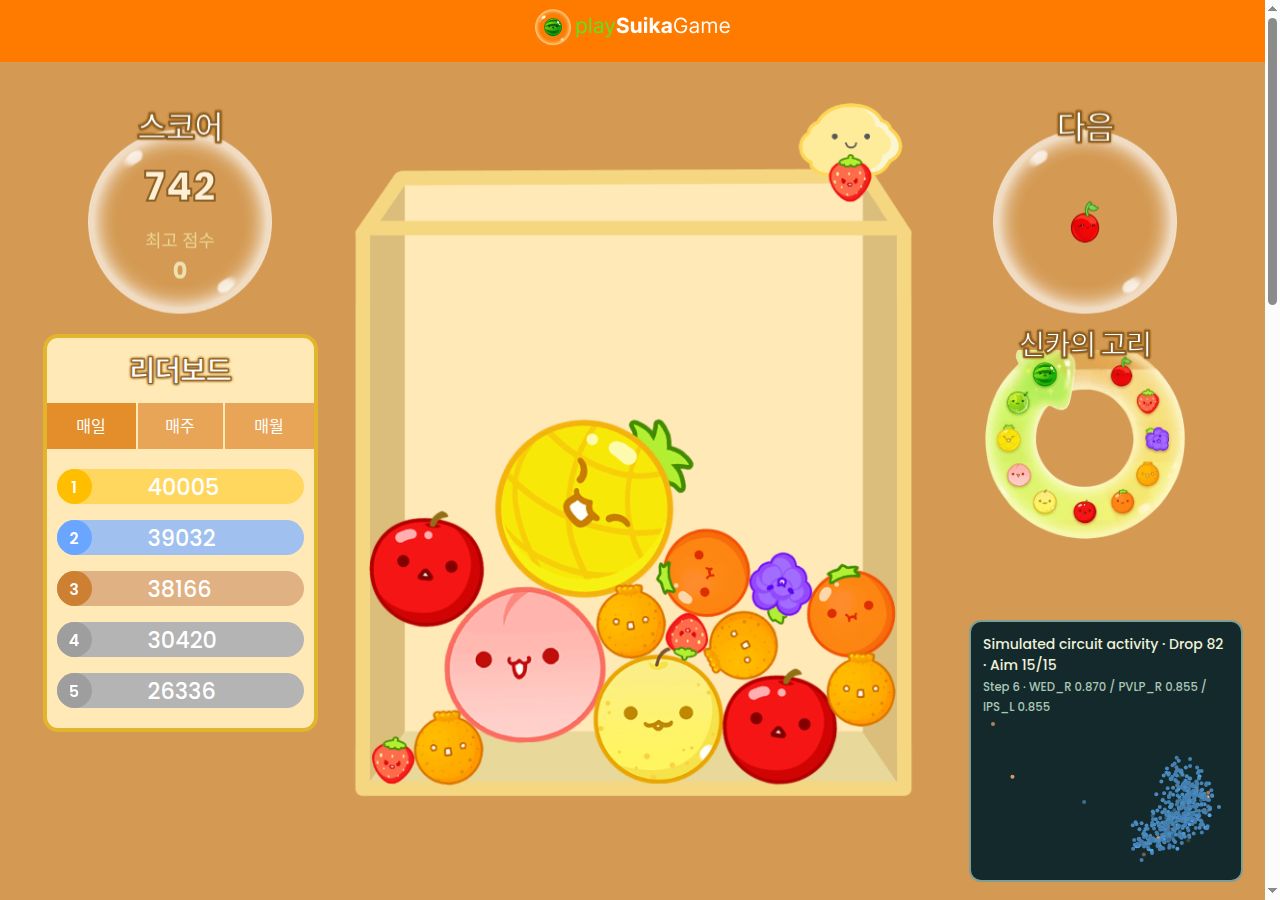 playSuikaGame
스코어
742
최고 점수
0
리더보드
매일
매주
매월
1 40005
2 39032
3 38166
4 30420
5 26336
다음
신카의 고리
Simulated circuit activity · Drop 82
· Aim 15/15
Step 6 · WED_R 0.870 / PVLP_R 0.855 /
IPS_L 0.855